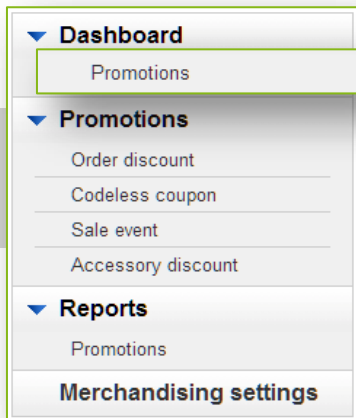 Dashboard
Promotions
Promotions
Order discount
Codeless coupon
Sale event
Accessory discount
Reports
Promotions
Merchandising settings